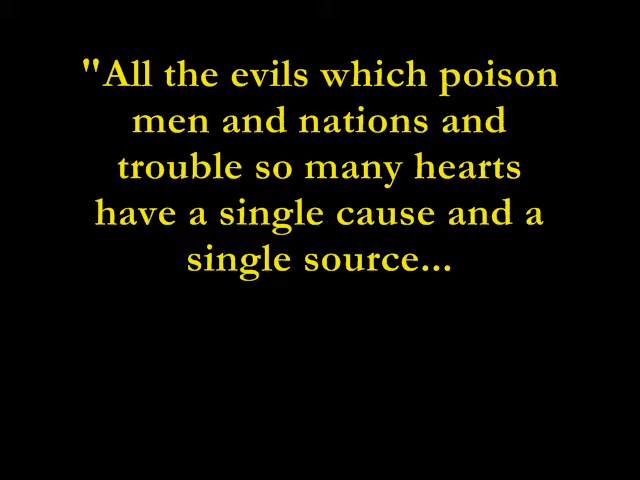 "All the evils which poison
men and nations and
trouble so many hearts
have a single cause and a
single source...